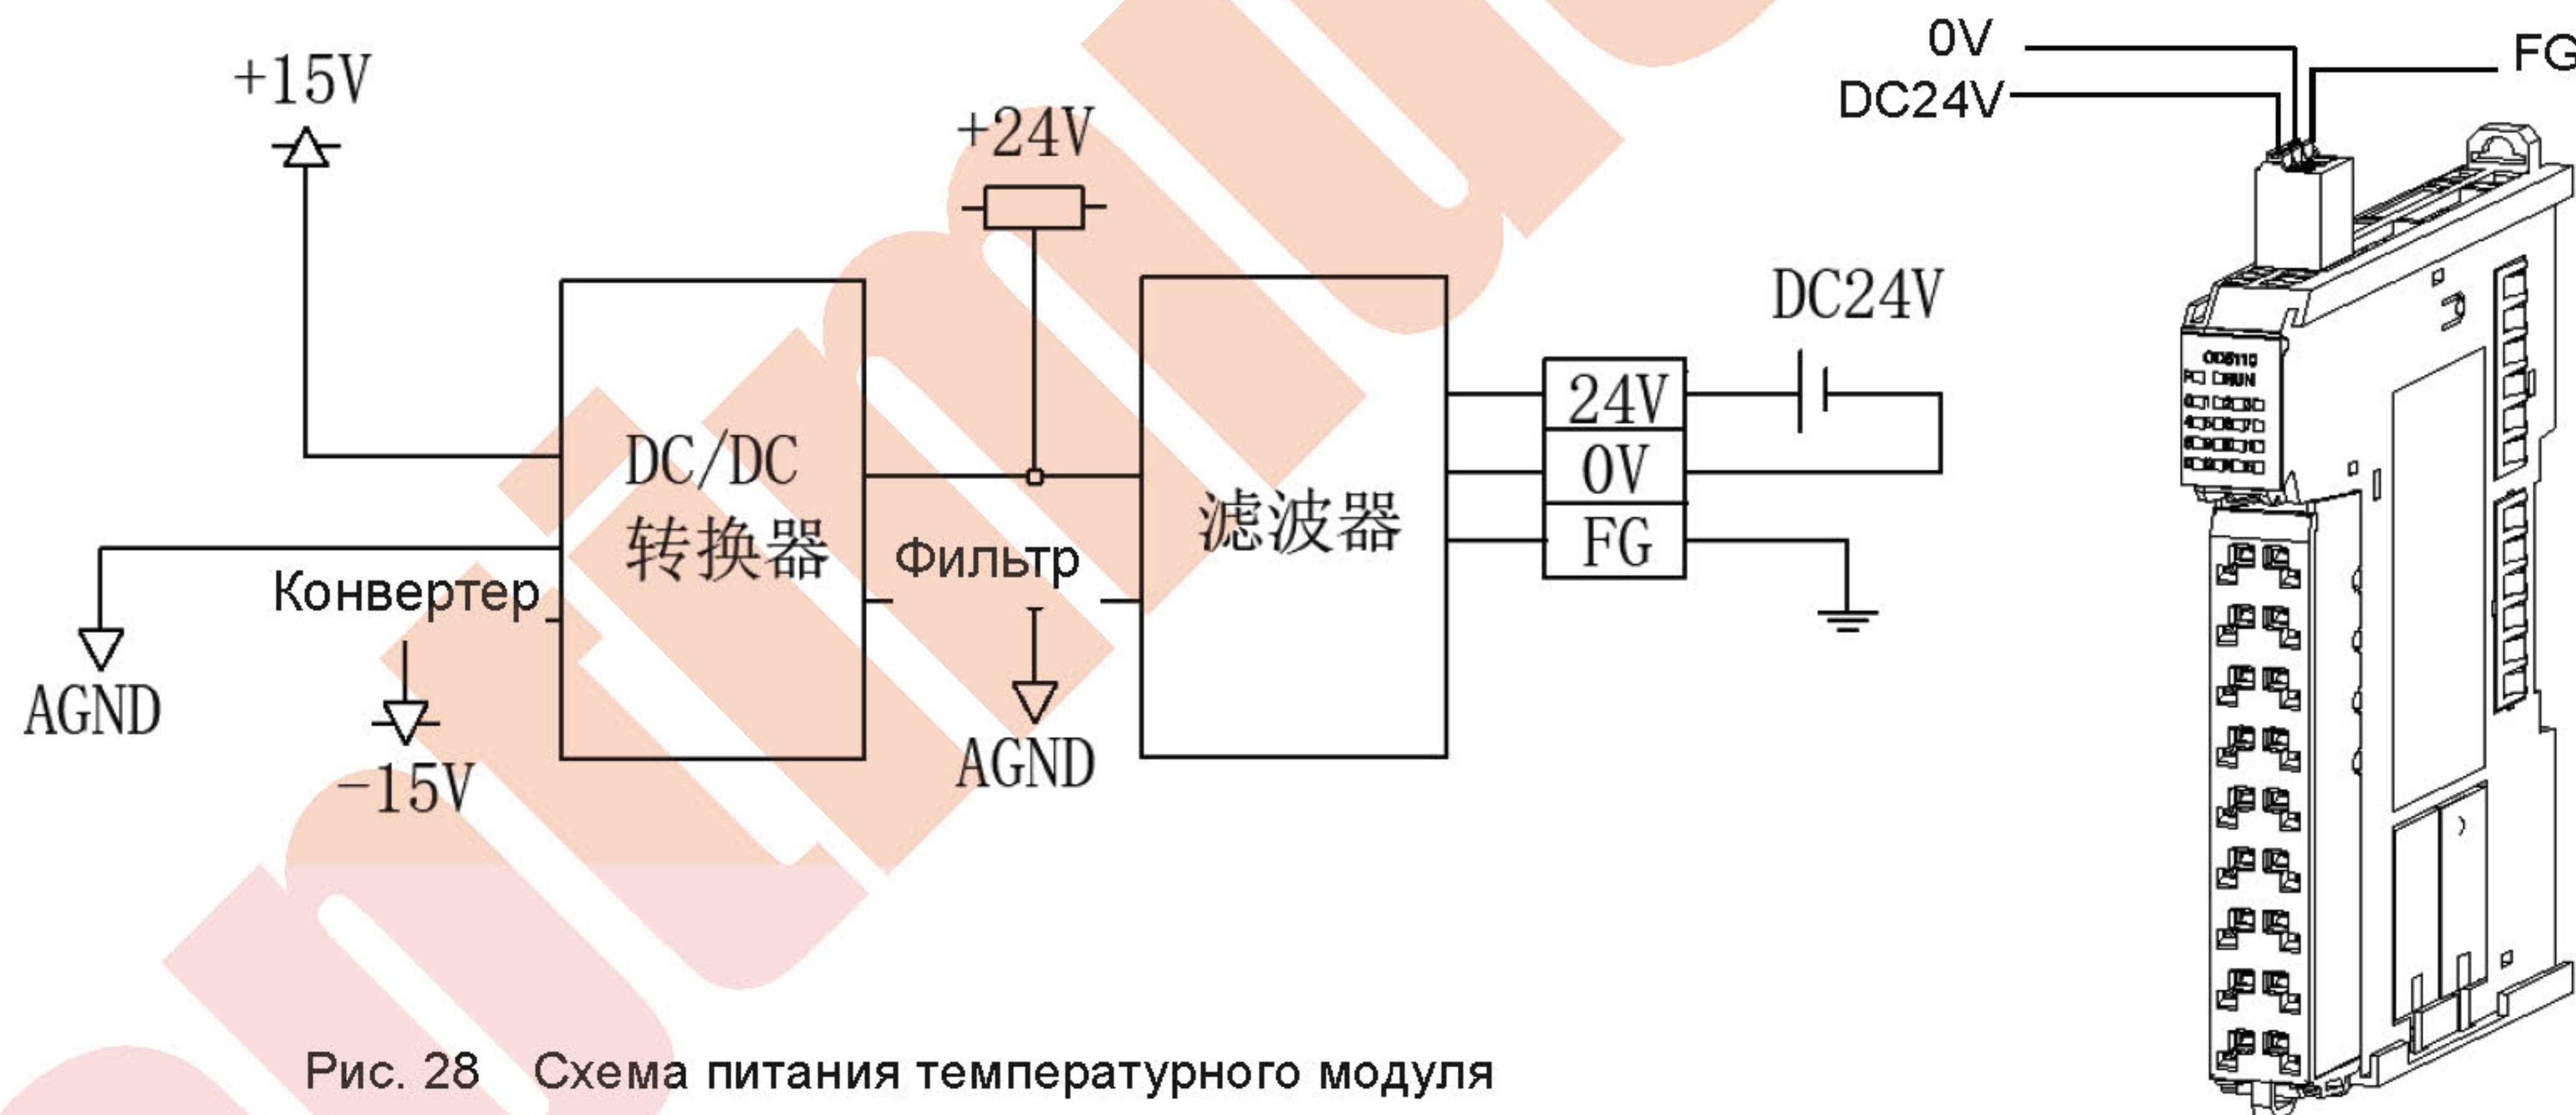 0V
FG
DC24V
+15V
+24V
DC24V
DC/DC
转换器
滤波器
24V
0V
FG
Фильтр
Конвертер
AGND
-15V
AGND
RUN
Рис. 28 Схема питания температурного модуля